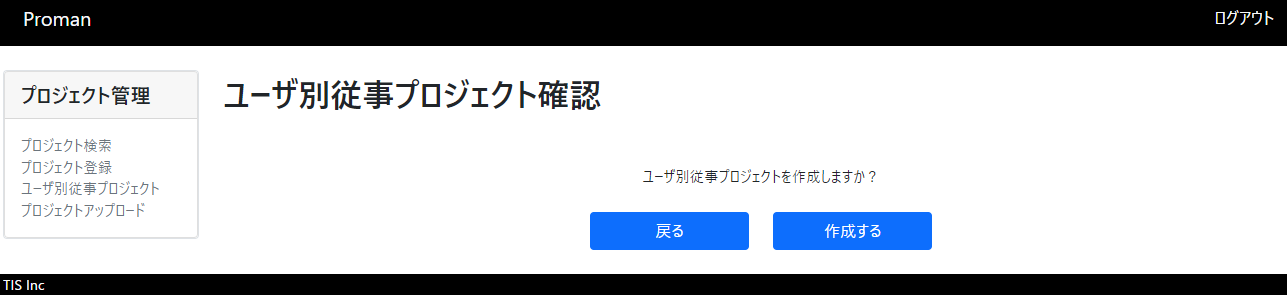 Proman
ログアウト
プロジェクト管理
プロジェクト検索
プロジェクト登録
ユーザ別従事プロジェクト
プロジェクトアップロード
ユーザ別従事プロジェクト確認
ユーザ別従事プロジェクトを作成しますか？
戻る
作成する
TIS Inc